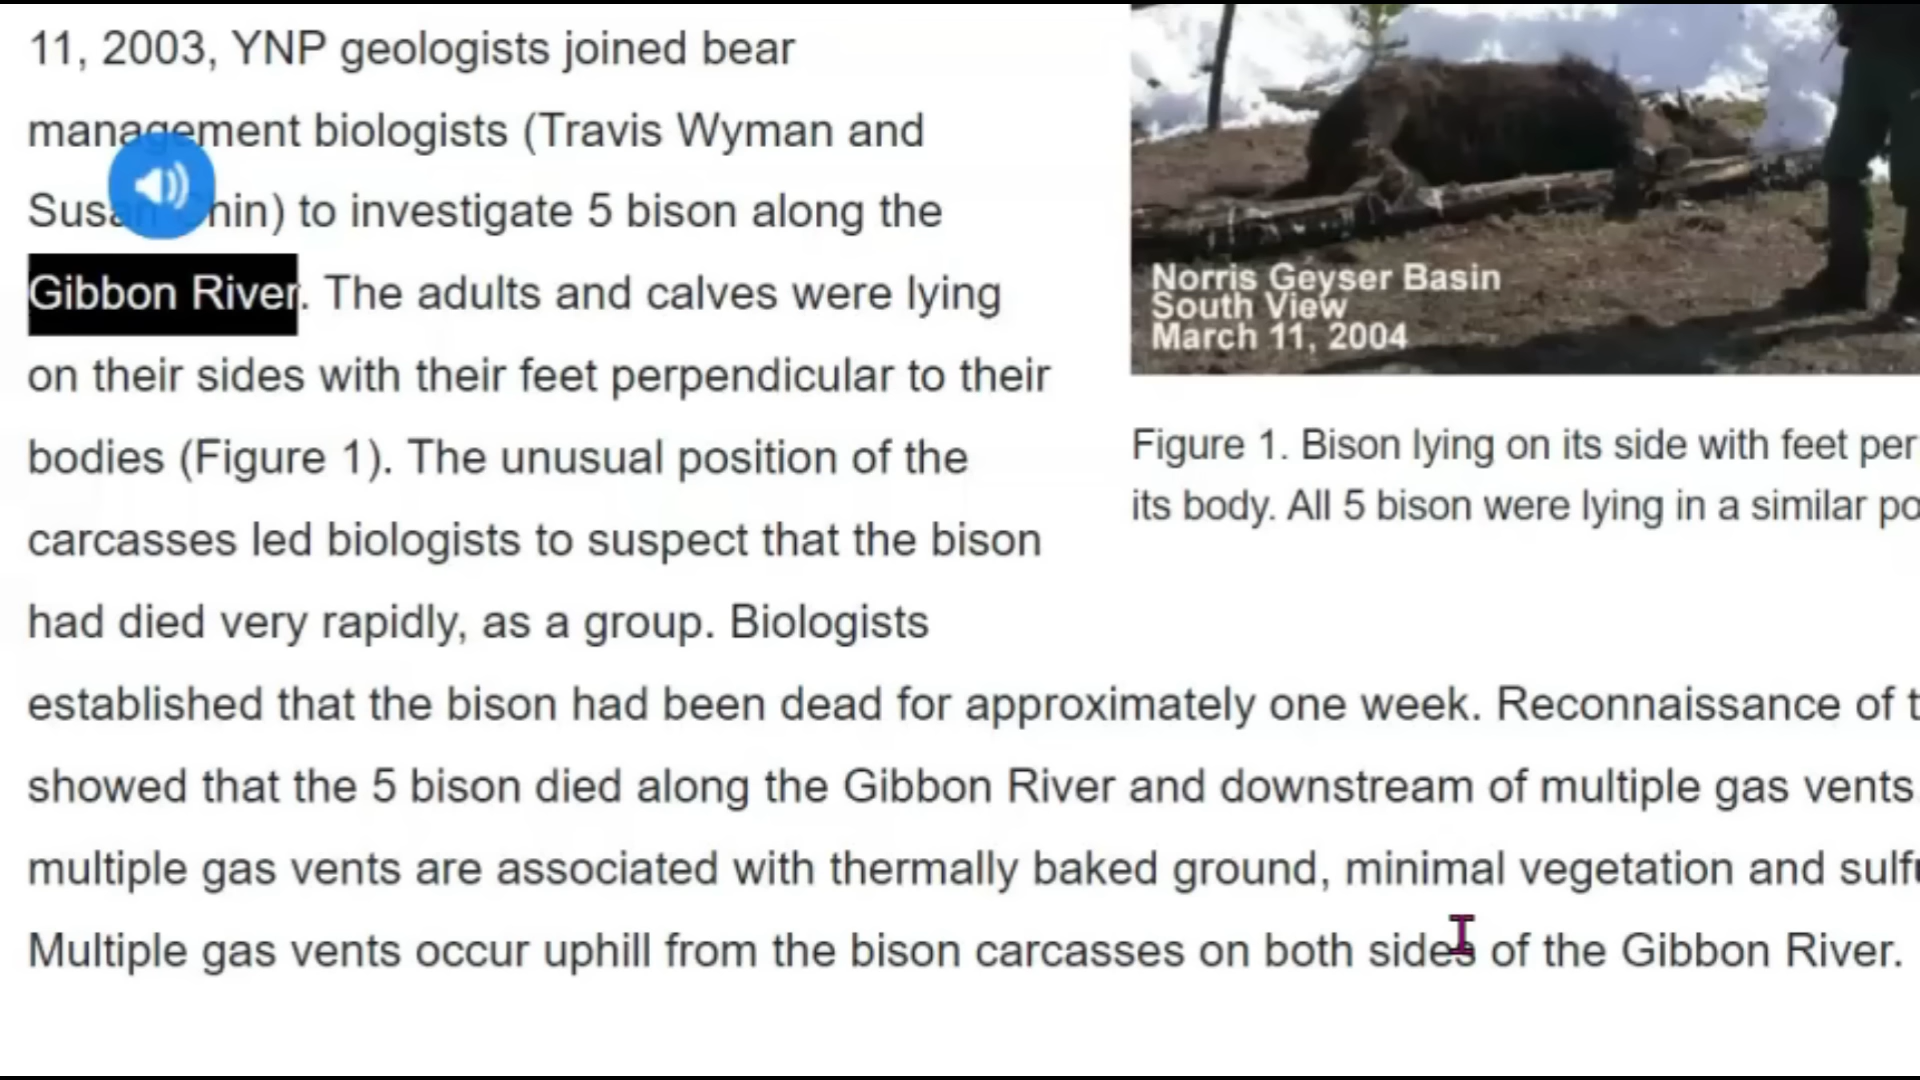 11, 2003, YNP geologists joined bear
management biologists (Travis Wyman and
Susan hin) to investigate 5 bison along the
Gibbon River. The adults and calves were lying
on their sides with their feet perpendicular to their
bodies (Figure 1). The unusual position of the
carcasses led biologists to suspect that the bison
had died very rapidly, as a group. Biologists
established that the bison had been dead for approximately one week. Reconnaissance of
showed that the 5 bison died along the Gibbon River and downstream of multiple gas vents
multiple gas vents are associated with thermally baked ground, minimal vegetation and
Multiple gas vents occur uphill from the bison carcasses on both sides of the Gibbon River.
Norris Geyser Basin
South View
March 11, 2004
Figure 1. Bison lying on its side with feet
its body. All 5 bison were lying in a similar